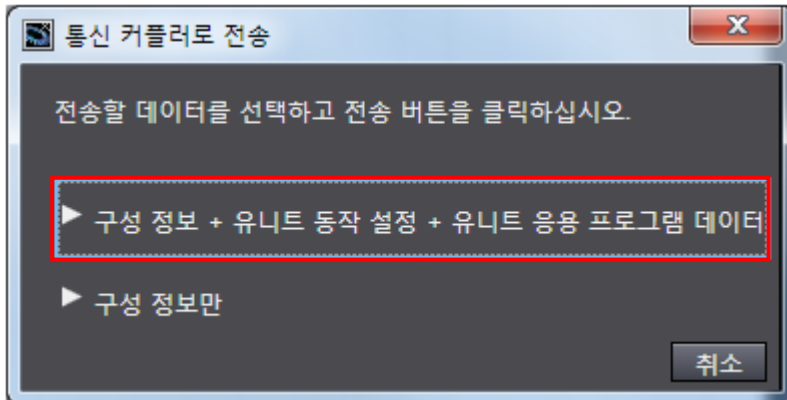 통신 커플러로 전송
전송할 데이터를 선택하고 전송 버튼을 클릭하십시오.
구성 정보 + 유니트 동작 설정 + 유니트 응용 프로그램 데이터
구성 정보만
취소